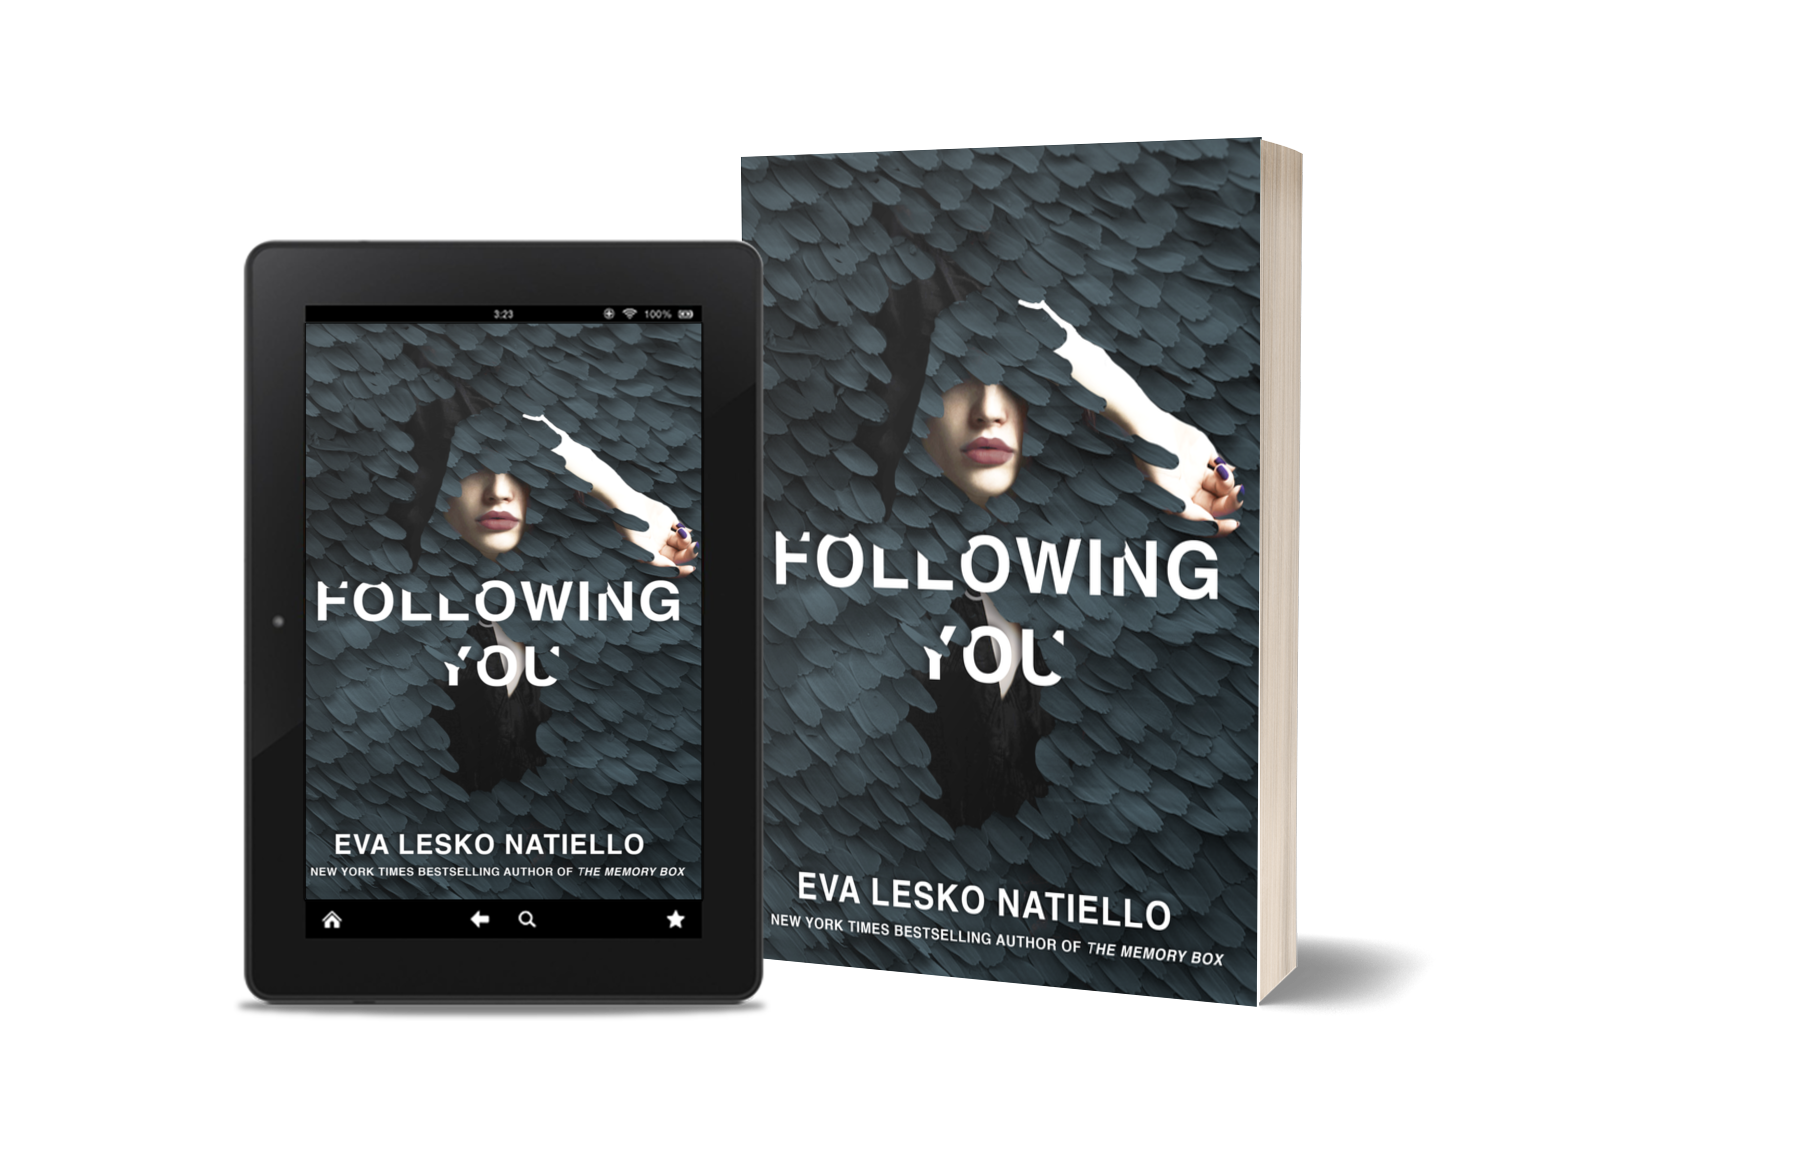 3:23
100%
FOLLOWING
YOU
EVA LESKO NATIELLO
NEW YORK TIMES BESTSELLING AUTHOR OF THE MEMORY BOX
FOLLOWING
YOU
EVA LESKO NATIELLO
NEW YORK TIMES BESTSELLING AUTHOR OF THE MEMORY BOX